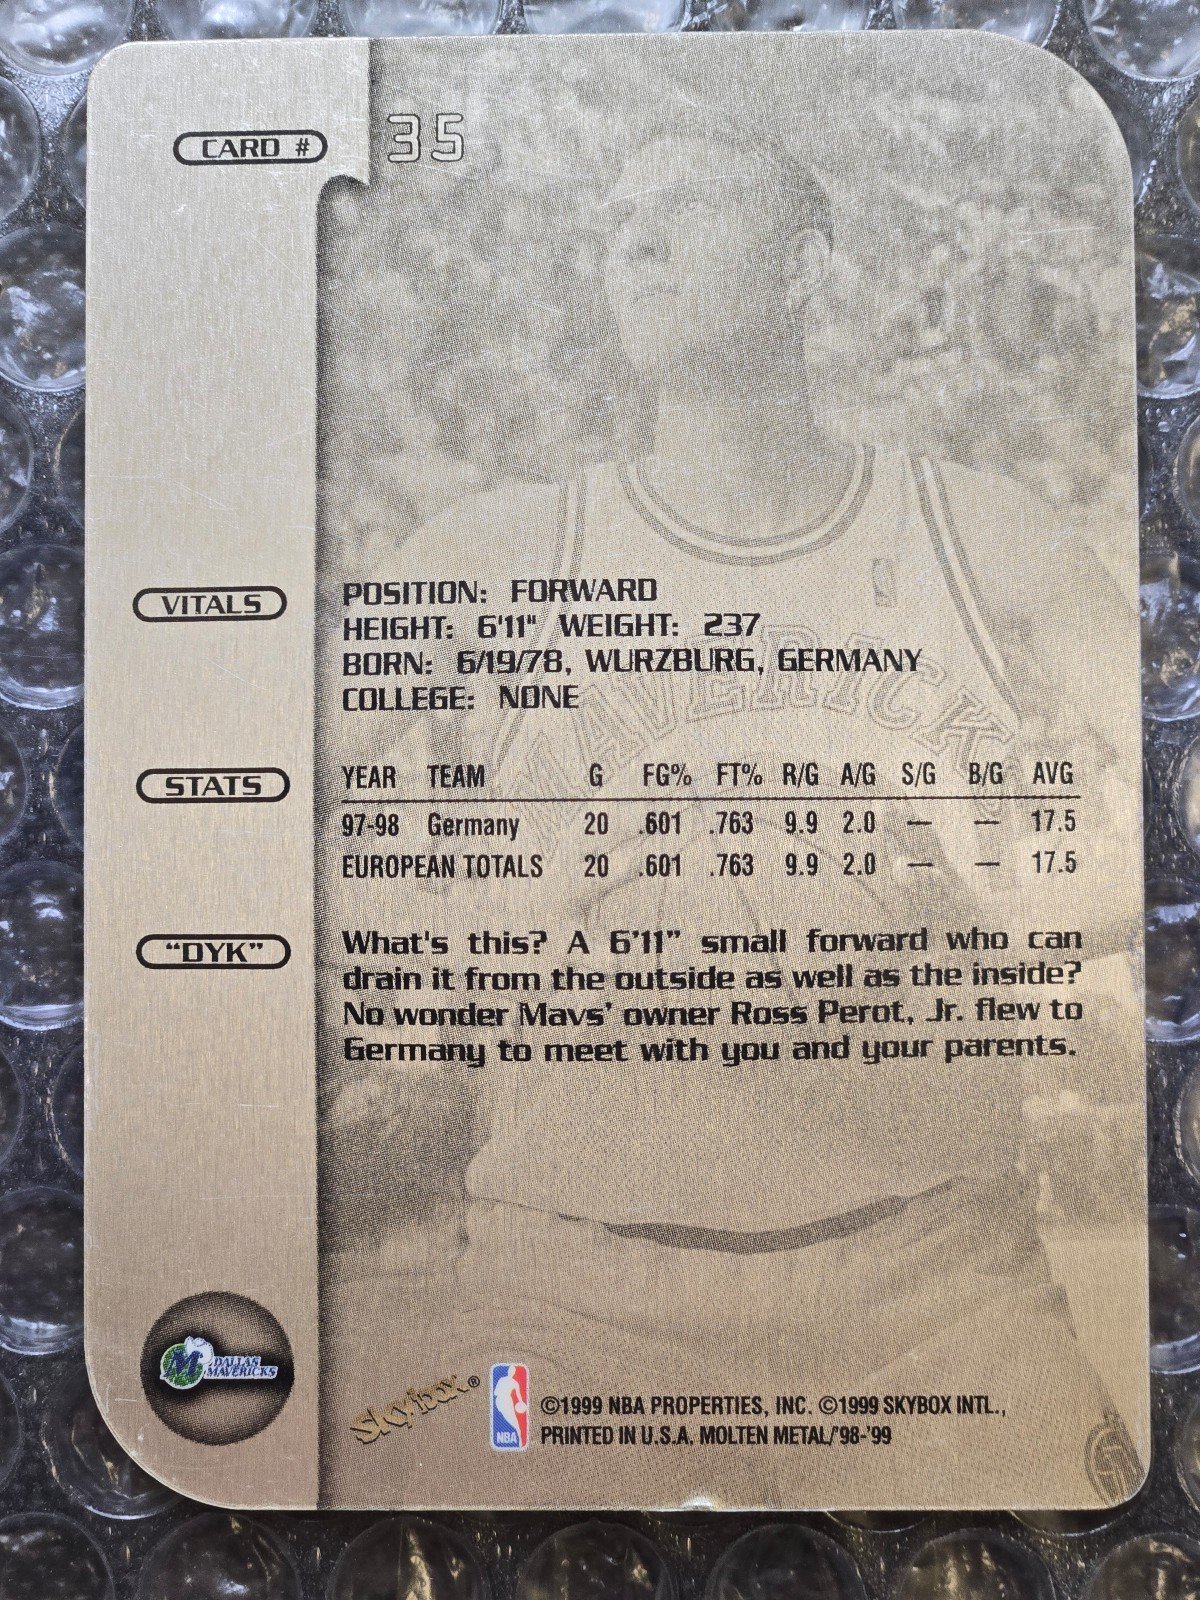 CARD # 35
VITALS
POSITION: FORWARD
HEIGHT: 6'11" WEIGHT: 237
BORN: 6/19/78, WURZBURG, GERMANY
COLLEGE: NONE
MAVERICKS
STATS
YEAR TEAM G FG% FT% R/G A/G S/G B/G AVG
97-98 Germany 20 .601 .763 9.9 2.0 — — 17.5
EUROPEAN TOTALS 20 .601 .763 9.9 2.0 — — 17.5
"DYK"
What's this? A 6'11" small forward who can
drain it from the outside as well as the inside?
No wonder Mavs' owner Ross Perot, Jr. flew to
Germany to meet with you and your parents.
M DALLAS
MAVERICKS
SkyBox®
NBA
©1999 NBA PROPERTIES, INC. ©1999 SKYBOX INTL.,
PRINTED IN U.S.A. MOLTEN METAL/'98-'99